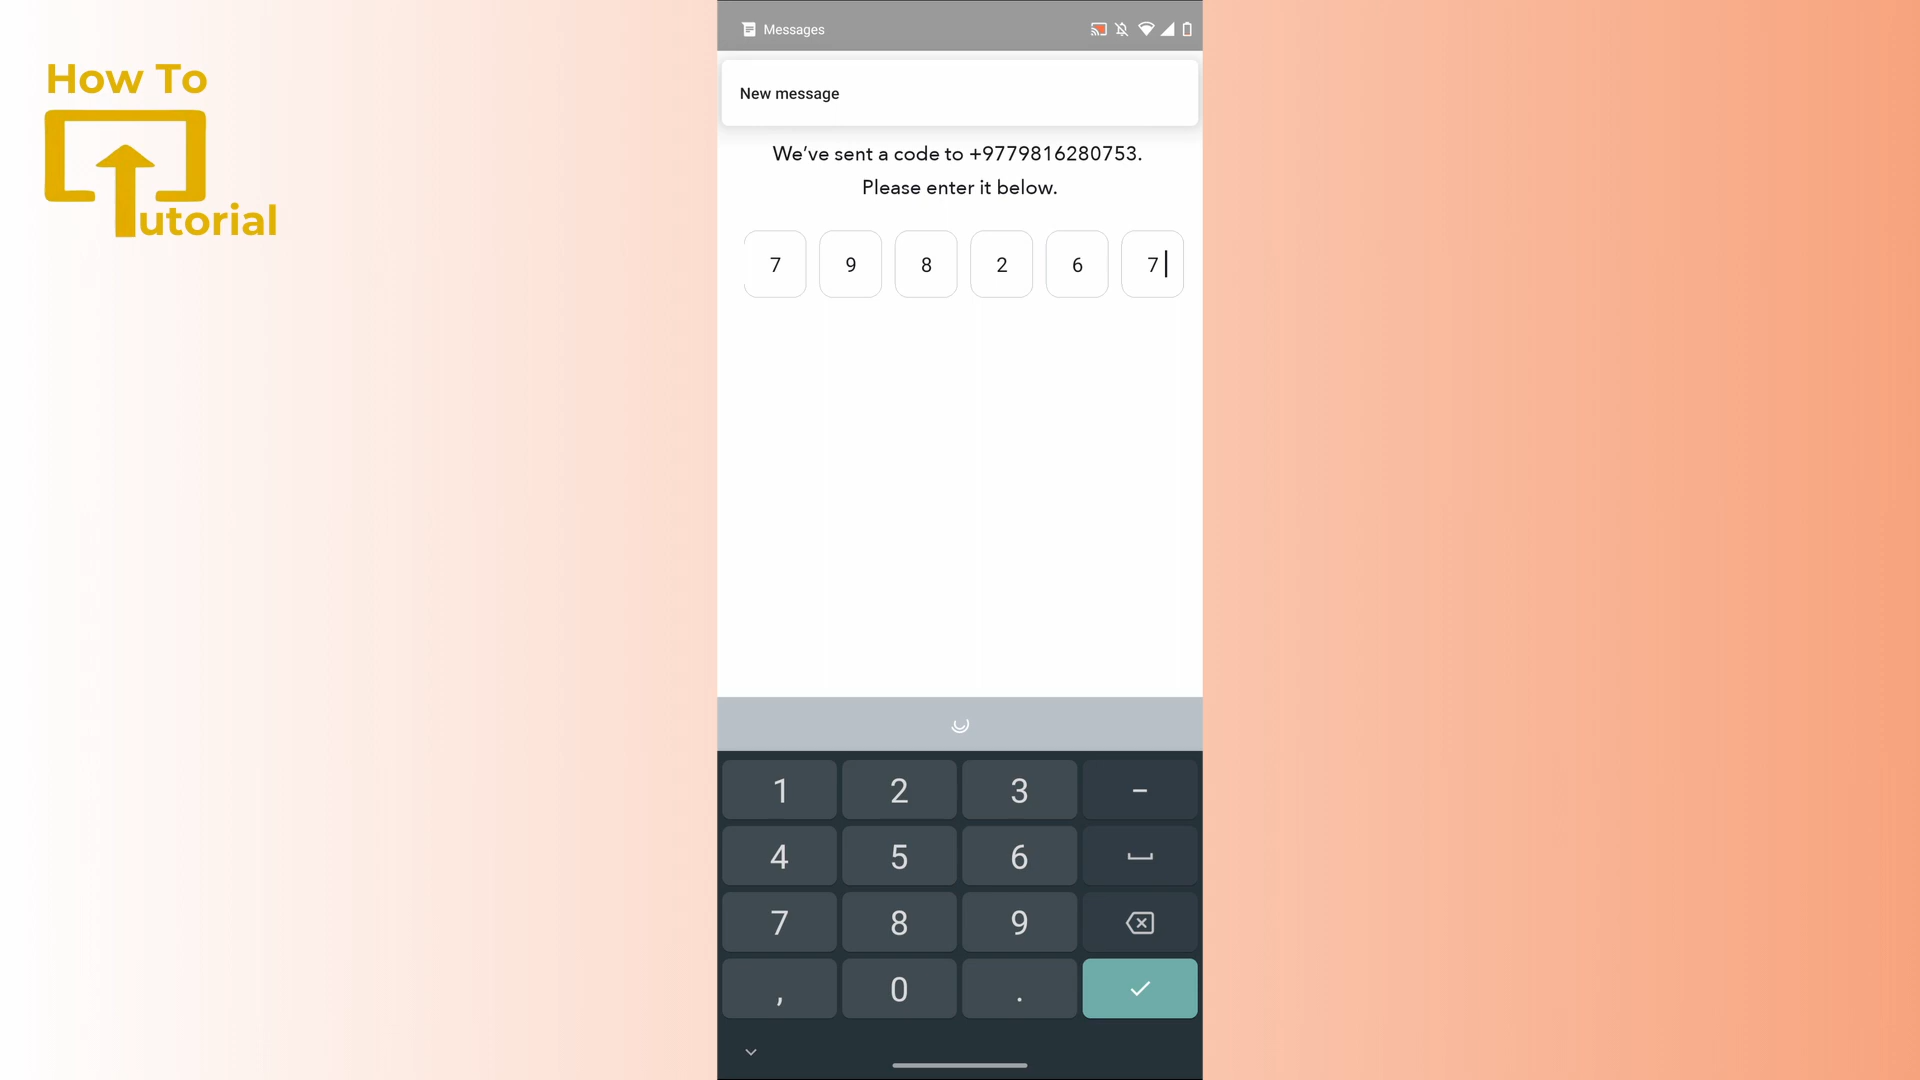 How To
utorial
Messages
New message
We've sent a code to +9779816280753.
Please enter it below.
7 9 8 2 6 7
1 2 3 –
4 5 6
7 8 9
, 0 .